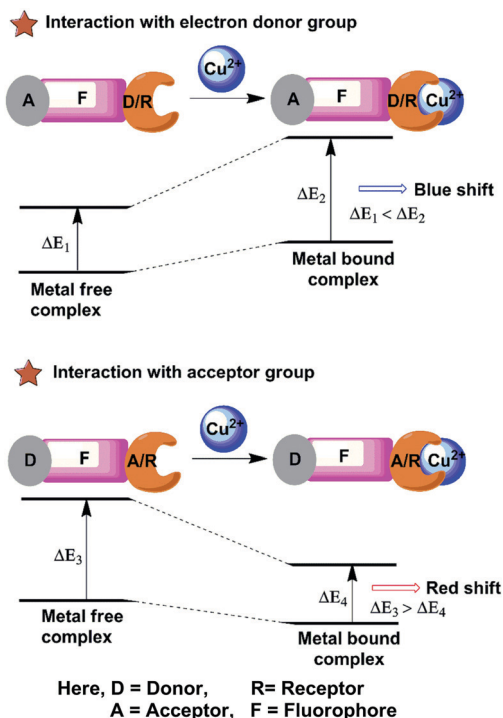 Interaction with electron donor group
Cu²⁺
A F D/R
A F D/R Cu²⁺
ΔE₁
ΔE₂
Blue shift
ΔE₁ < ΔE₂
Metal free
complex
Metal bound
complex
Interaction with acceptor group
Cu²⁺
D F A/R
D F A/R Cu²⁺
ΔE₃
ΔE₄
Red shift
ΔE₃ > ΔE₄
Metal free
complex
Metal bound
complex
Here, D = Donor, R= Receptor
A = Acceptor, F = Fluorophore